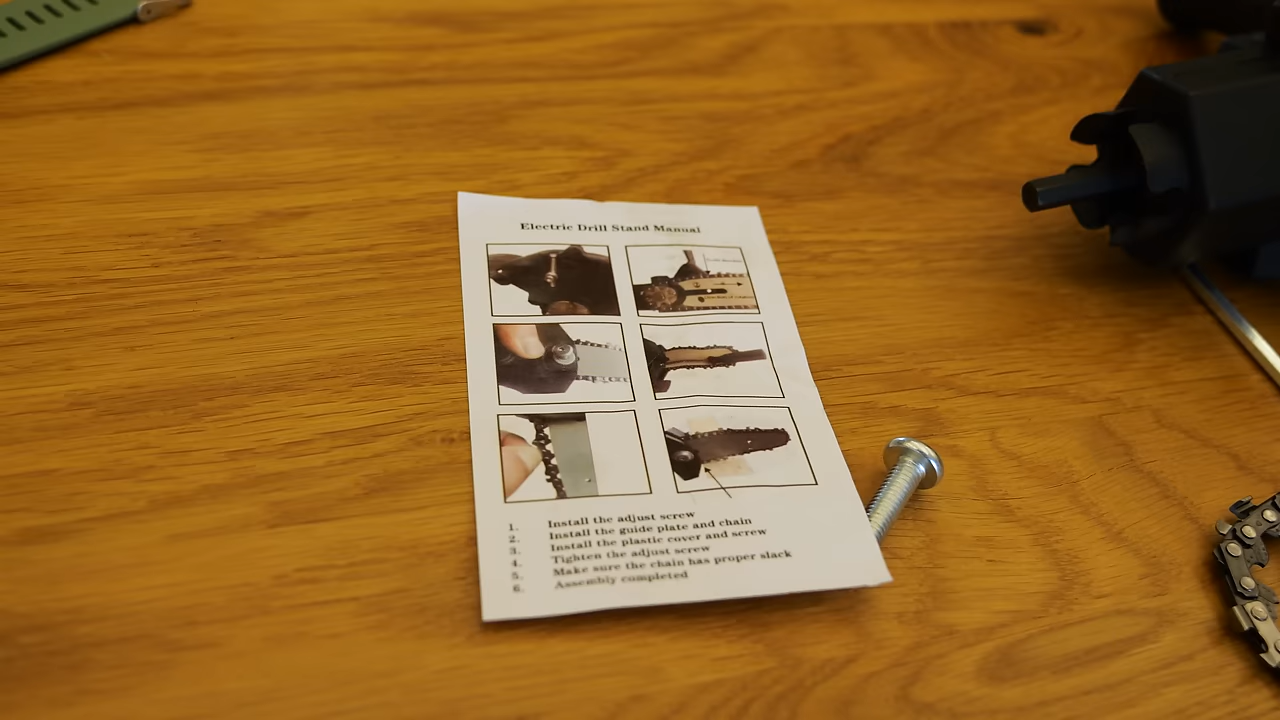 Electric Drill Stand Manual
1. Install the adjust screw
2. Install the guide plate and chain
3. Install the plastic cover and screw
4. Tighten the adjust screw
5. Make sure the chain has proper slack
6. Assembly completed